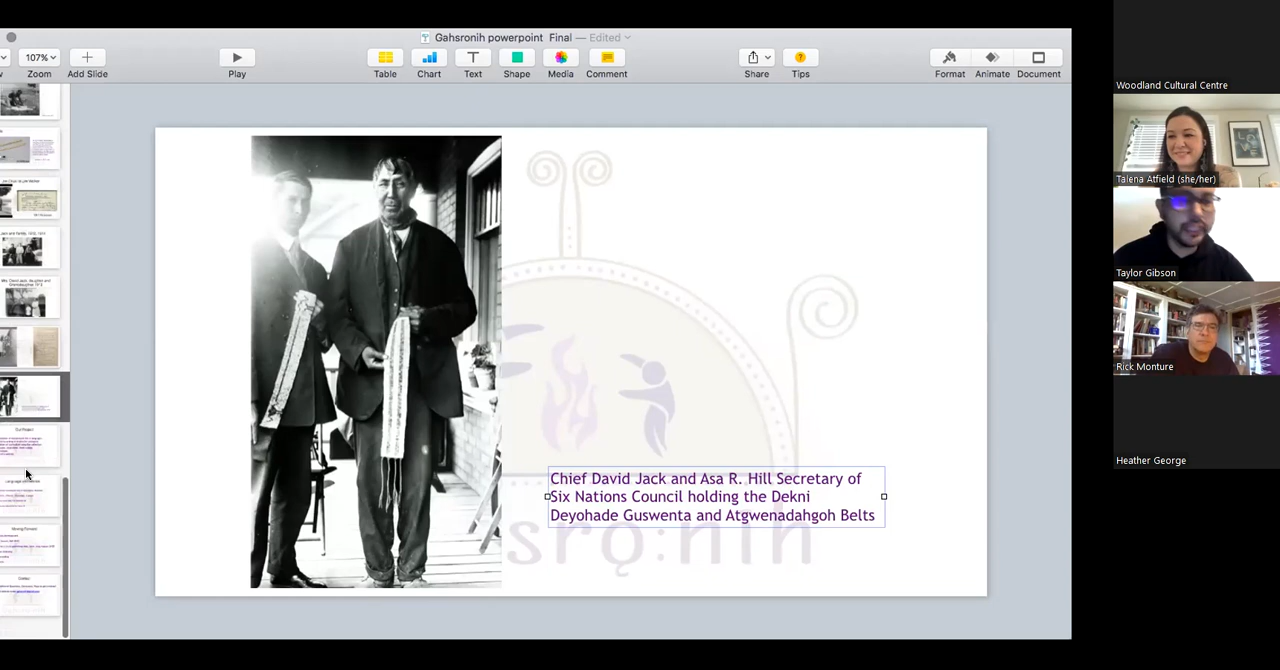 Gahsronih powerpoint Final — Edited
107%
Zoom
Add Slide
Play
Table
Chart
Text
Shape
Media
Comment
Share
Tips
Format
Animate
Document
Chief David Jack and Asa R. Hill Secretary of
Six Nations Council holding the Dekni
Deyohade Guswenta and Atgwenadahgoh Belts
srǫ:nih
Woodland Cultural Centre
Talena Atfield (she/her)
Taylor Gibson
Rick Monture
Heather George